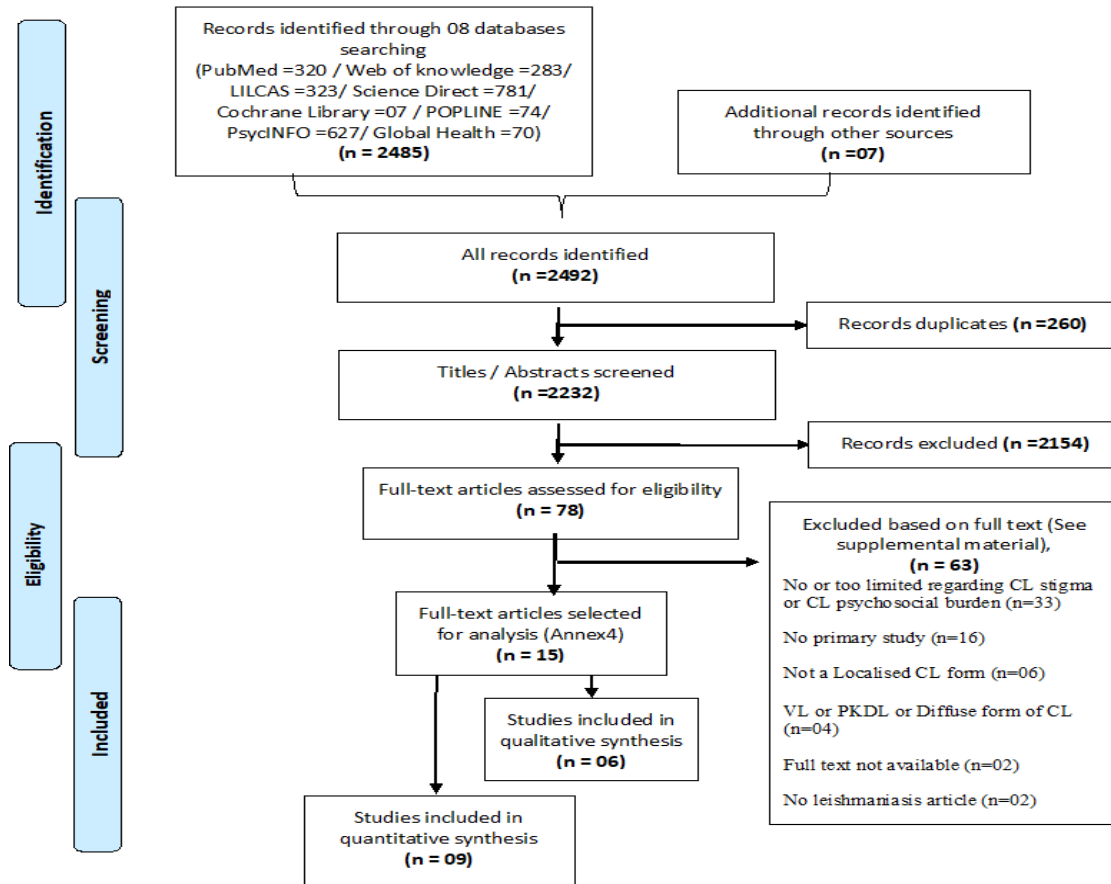 Identification
Screening
Eligibility
Included
Records identified through 08 databases
searching
(PubMed =320 / Web of knowledge =283/
LILCAS =323/ Science Direct =781/
Cochrane Library =07 / POPLINE =74/
PsycINFO =627/ Global Health =70)
(n = 2485)
Additional records identified
through other sources
(n =07)
All records identified
(n =2492)
Records duplicates (n =260)
Titles / Abstracts screened
(n =2232)
Records excluded (n =2154)
Full-text articles assessed for eligibility
(n = 78)
Excluded based on full text (See
supplemental material),
(n = 63)
No or too limited regarding CL stigma
or CL psychosocial burden (n=33)
No primary study (n=16)
Not a Localised CL form (n=06)
VL or PKDL or Diffuse form of CL
(n=04)
Full text not available (n=02)
No leishmaniasis article (n=02)
Full-text articles selected
for analysis (Annex4)
(n = 15)
Studies included in
qualitative synthesis
(n = 06)
Studies included in
quantitative synthesis
(n = 09)